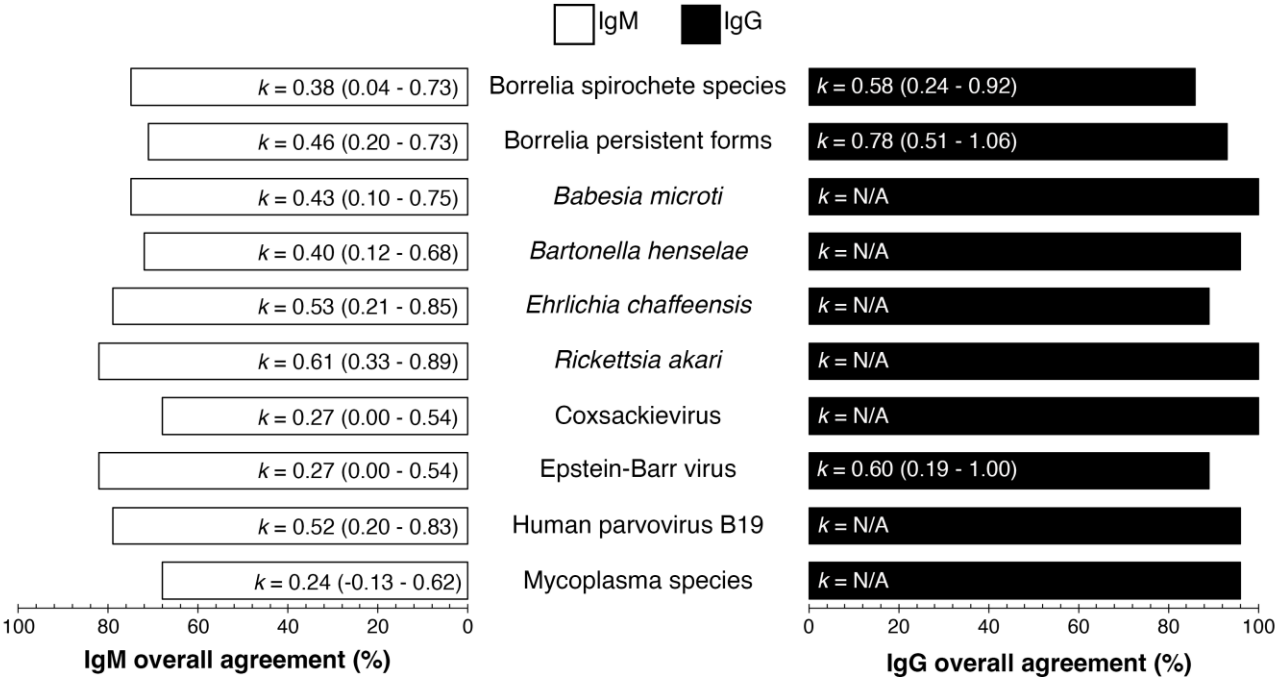 IgM IgG
k = 0.38 (0.04 - 0.73) Borrelia spirochete species k = 0.58 (0.24 - 0.92)
k = 0.46 (0.20 - 0.73) Borrelia persistent forms k = 0.78 (0.51 - 1.06)
k = 0.43 (0.10 - 0.75) Babesia microti k = N/A
k = 0.40 (0.12 - 0.68) Bartonella henselae k = N/A
k = 0.53 (0.21 - 0.85) Ehrlichia chaffeensis k = N/A
k = 0.61 (0.33 - 0.89) Rickettsia akari k = N/A
k = 0.27 (0.00 - 0.54) Coxsackievirus k = N/A
k = 0.27 (0.00 - 0.54) Epstein-Barr virus k = 0.60 (0.19 - 1.00)
k = 0.52 (0.20 - 0.83) Human parvovirus B19 k = N/A
k = 0.24 (-0.13 - 0.62) Mycoplasma species k = N/A
100 80 60 40 20 0 0 20 40 60 80 100
IgM overall agreement (%) IgG overall agreement (%)